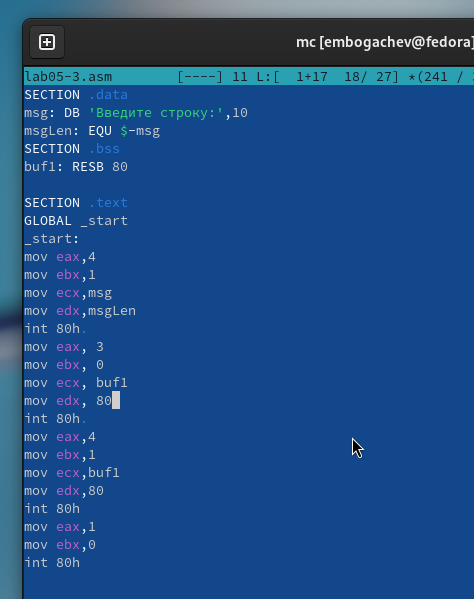 mc [embogachev@fedora]
lab05-3.asm [----] 11 L:[ 1+17 18/ 27] *(241 /
SECTION .data
msg: DB 'Введите строку:',10
msgLen: EQU $-msg
SECTION .bss
buf1: RESB 80
SECTION .text
GLOBAL _start
_start:
mov eax,4
mov ebx,1
mov ecx,msg
mov edx,msgLen
int 80h.
mov eax, 3
mov ebx, 0
mov ecx, buf1
mov edx, 80
int 80h.
mov eax,4
mov ebx,1
mov ecx,buf1
mov edx,80
int 80h
mov eax,1
mov ebx,0
int 80h